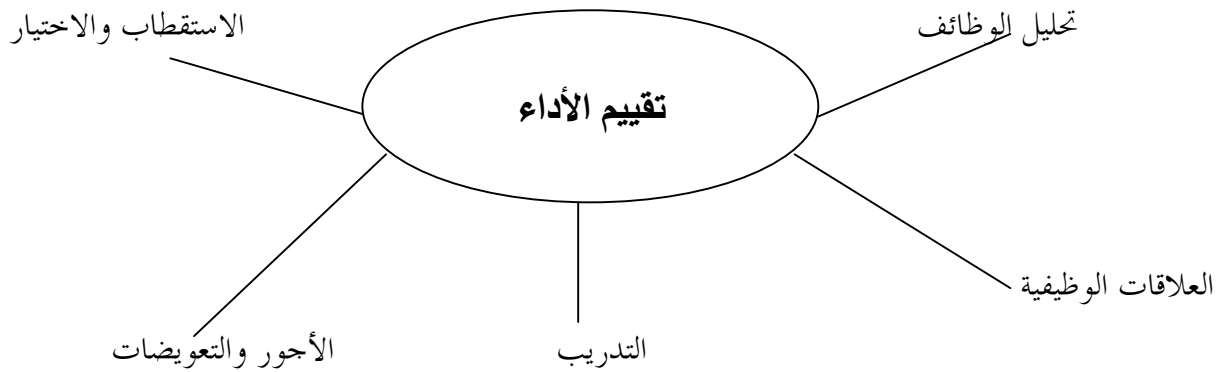 تحليل الوظائف
الاستقطاب والاختيار
تقييم الأداء
العلاقات الوظيفية
التدريب
الأجور والتعويضات